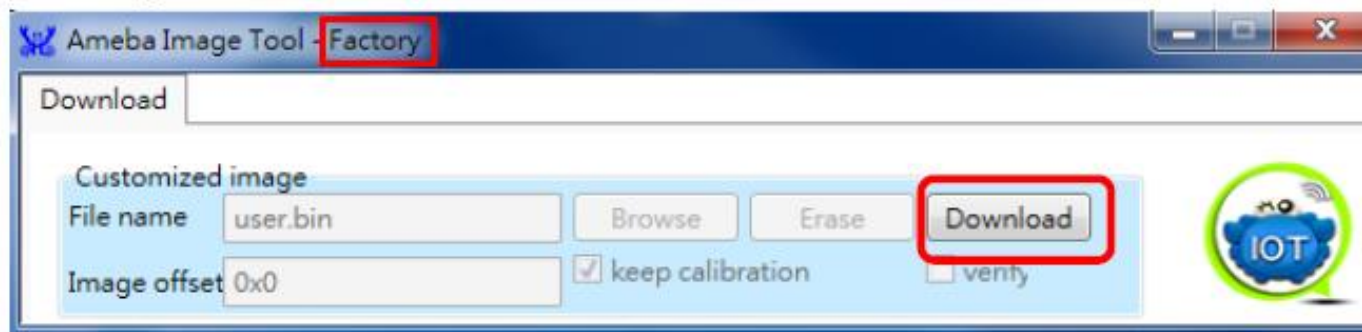 Ameba Image Tool - Factory
Download
Customized image
File name user.bin Browse Erase Download
Image offset 0x0 keep calibration verify
IOT